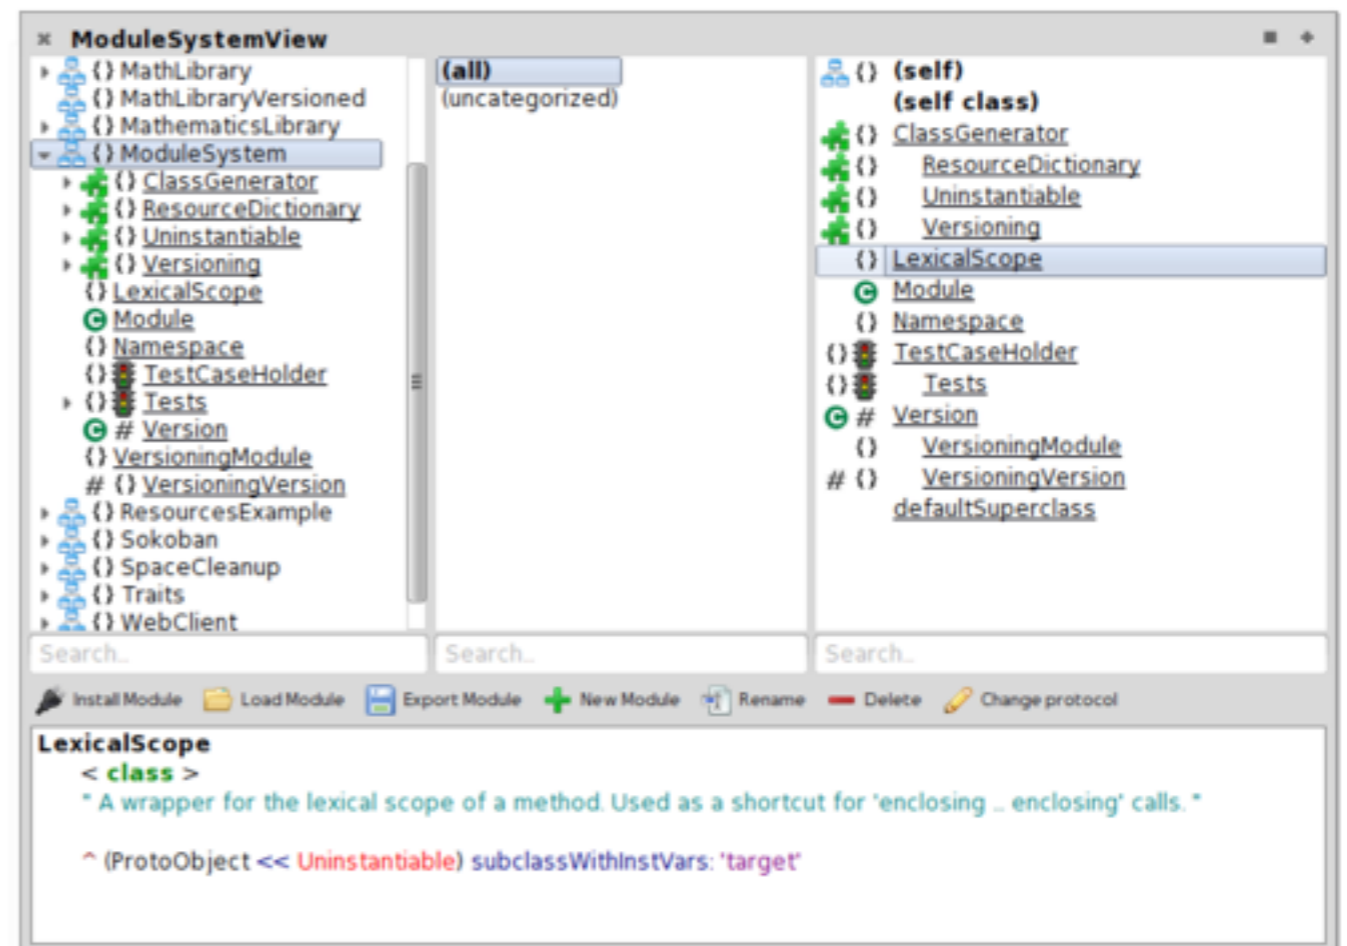 ModuleSystemView
{} MathLibrary
{} MathLibraryVersioned
{} MathematicsLibrary
{} ModuleSystem
{} ClassGenerator
{} ResourceDictionary
{} Uninstantiable
{} Versioning
{} LexicalScope
C Module
{} Namespace
{} TestCaseHolder
{} Tests
C # Version
{} VersioningModule
# {} VersioningVersion
{} ResourcesExample
{} Sokoban
{} SpaceCleanup
{} Traits
{} WebClient
Search..
(all)
(uncategorized)
Search..
{} (self)
(self class)
{} ClassGenerator
{} ResourceDictionary
{} Uninstantiable
{} Versioning
{} LexicalScope
C Module
{} Namespace
{} TestCaseHolder
{} Tests
C # Version
{} VersioningModule
# {} VersioningVersion
defaultSuperclass
Search..
Install Module Load Module Export Module New Module Rename Delete Change protocol
LexicalScope
< class >
" A wrapper for the lexical scope of a method. Used as a shortcut for 'enclosing .. enclosing' calls. "
^ (ProtoObject << Uninstantiable) subclassWithInstVars: 'target'